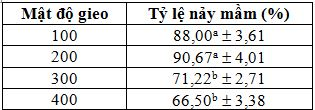 Mật độ gieo Tỷ lệ nảy mầm (%)
100 88,00ᵃ ± 3,61
200 90,67ᵃ ± 4,01
300 71,22ᵇ ± 2,71
400 66,50ᵇ ± 3,38